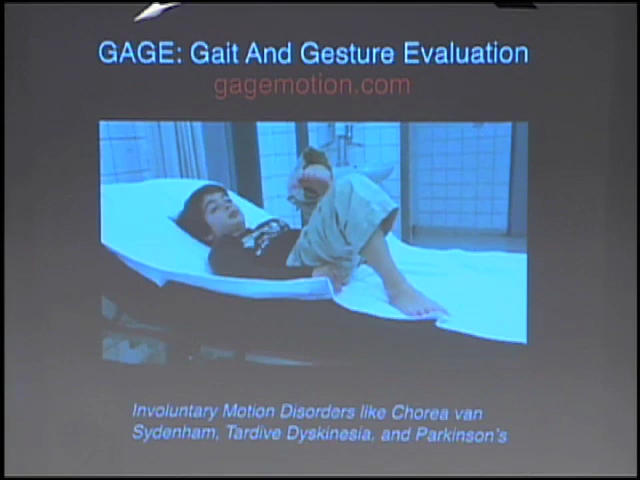 GAGE: Gait And Gesture Evaluation
gagemotion.com
Involuntary Motion Disorders like Chorea van
Sydenham, Tardive Dyskinesia, and Parkinson's